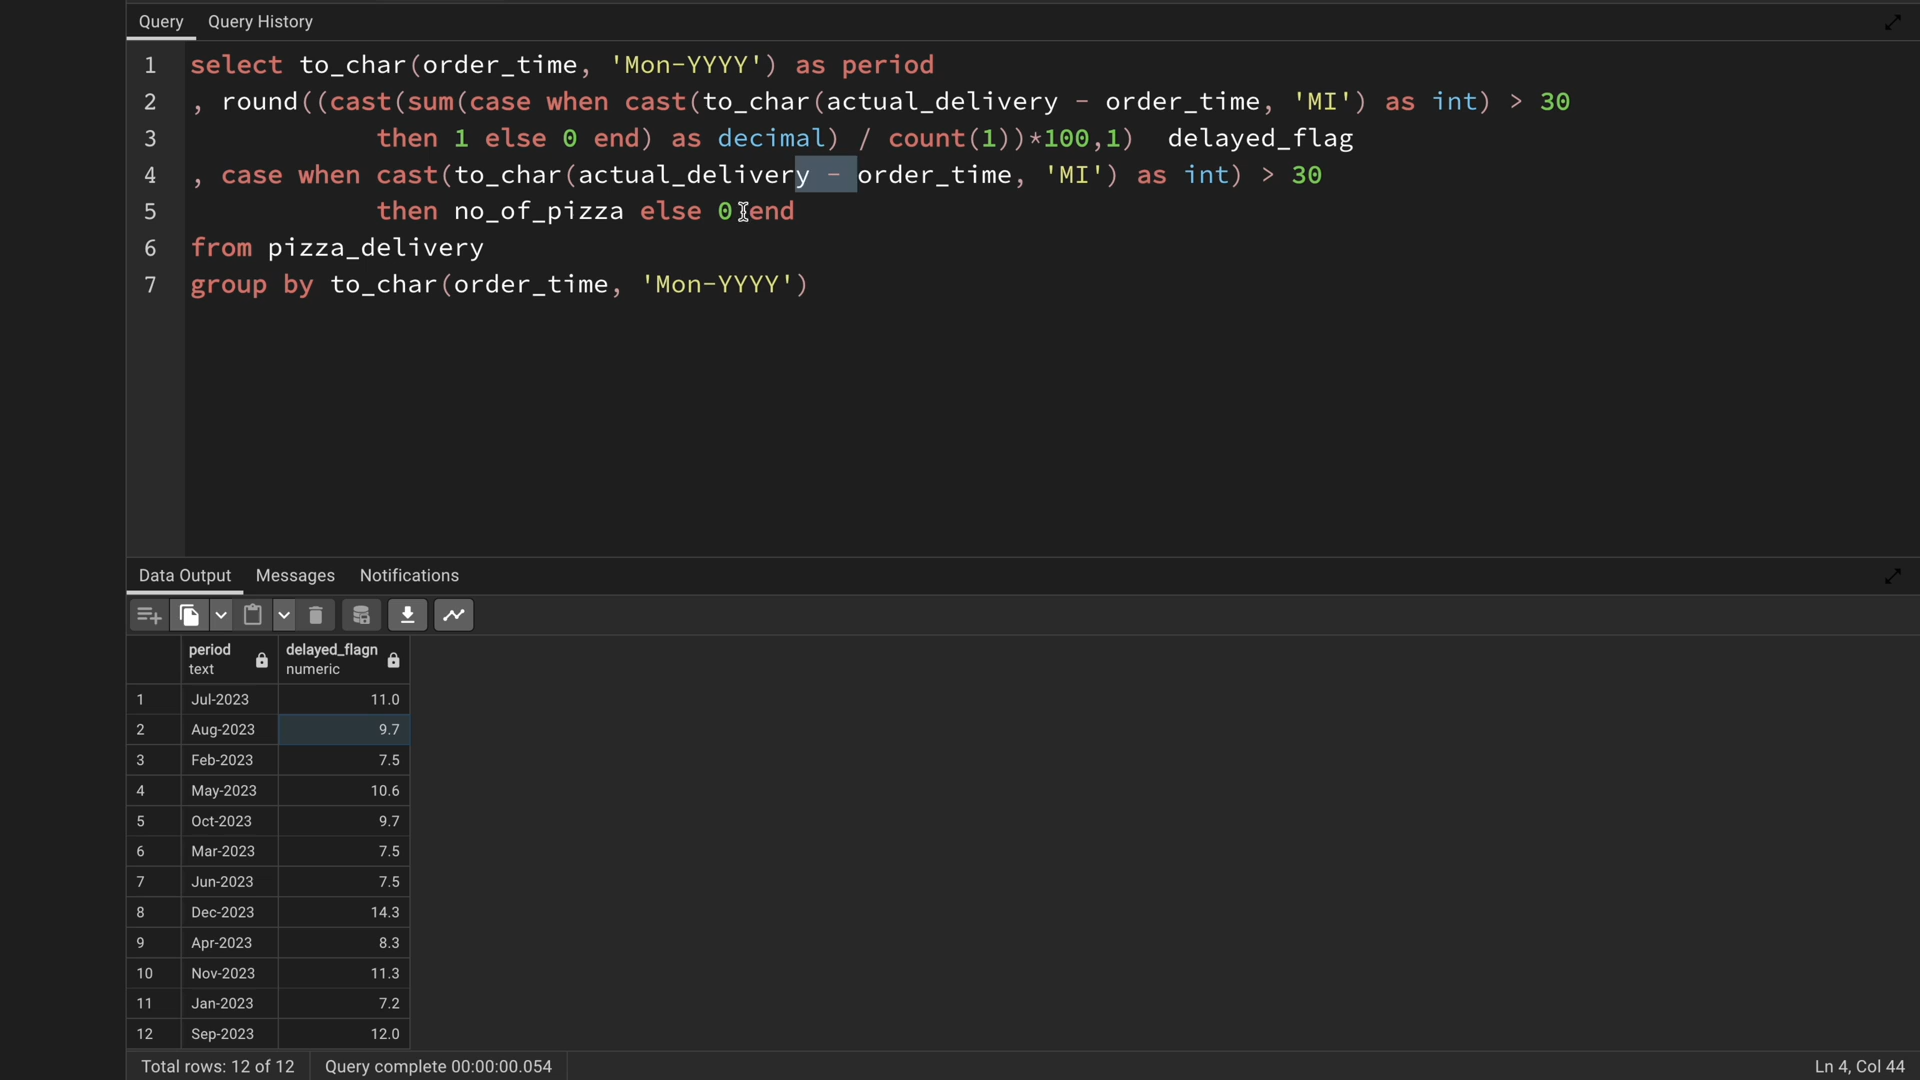 Query Query History
1 select to_char(order_time, 'Mon-YYYY') as period
2 , round((cast(sum(case when cast(to_char(actual_delivery - order_time, 'MI') as int) > 30
3 then 1 else 0 end) as decimal) / count(1))*100,1) delayed_flag
4 , case when cast(to_char(actual_delivery - order_time, 'MI') as int) > 30
5 then no_of_pizza else 0 end
6 from pizza_delivery
7 group by to_char(order_time, 'Mon-YYYY')
Data Output Messages Notifications
period delayed_flagn
text numeric
1 Jul-2023 11.0
2 Aug-2023 9.7
3 Feb-2023 7.5
4 May-2023 10.6
5 Oct-2023 9.7
6 Mar-2023 7.5
7 Jun-2023 7.5
8 Dec-2023 14.3
9 Apr-2023 8.3
10 Nov-2023 11.3
11 Jan-2023 7.2
12 Sep-2023 12.0
Total rows: 12 of 12 Query complete 00:00:00.054 Ln 4, Col 44